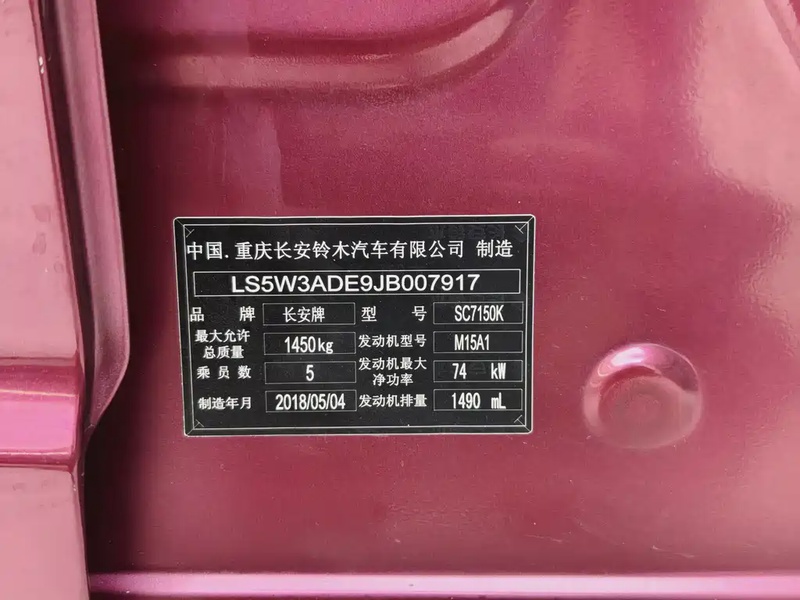 中国.重庆长安铃木汽车有限公司 制造
LS5W3ADE9JB007917
品 牌 长安牌 型 号 SC7150K
最大允许总质量 1450kg 发动机型号 M15A1
乘员数 5 发动机最大净功率 74 kW
制造年月 2018/05/04 发动机排量 1490 mL